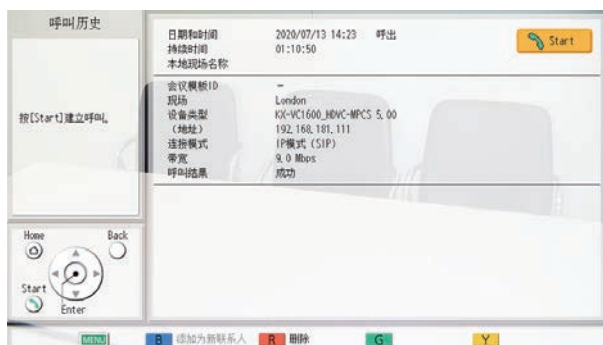 呼叫历史
按[Start]建立呼叫。
日期和时间 2020/07/13 14:23 呼出
持续时间 01:10:50
本地现场名称
Start
会议模板ID –
现场 London
设备类型 KX-VC1600_HDVC-MPCS 5.00
(地址) 192.168.181.111
连接模式 IP模式 (SIP)
带宽 9.0 Mbps
呼叫结果 成功
Home Back
Start
Enter
MENU B 添加为新联系人 R 删除 G Y